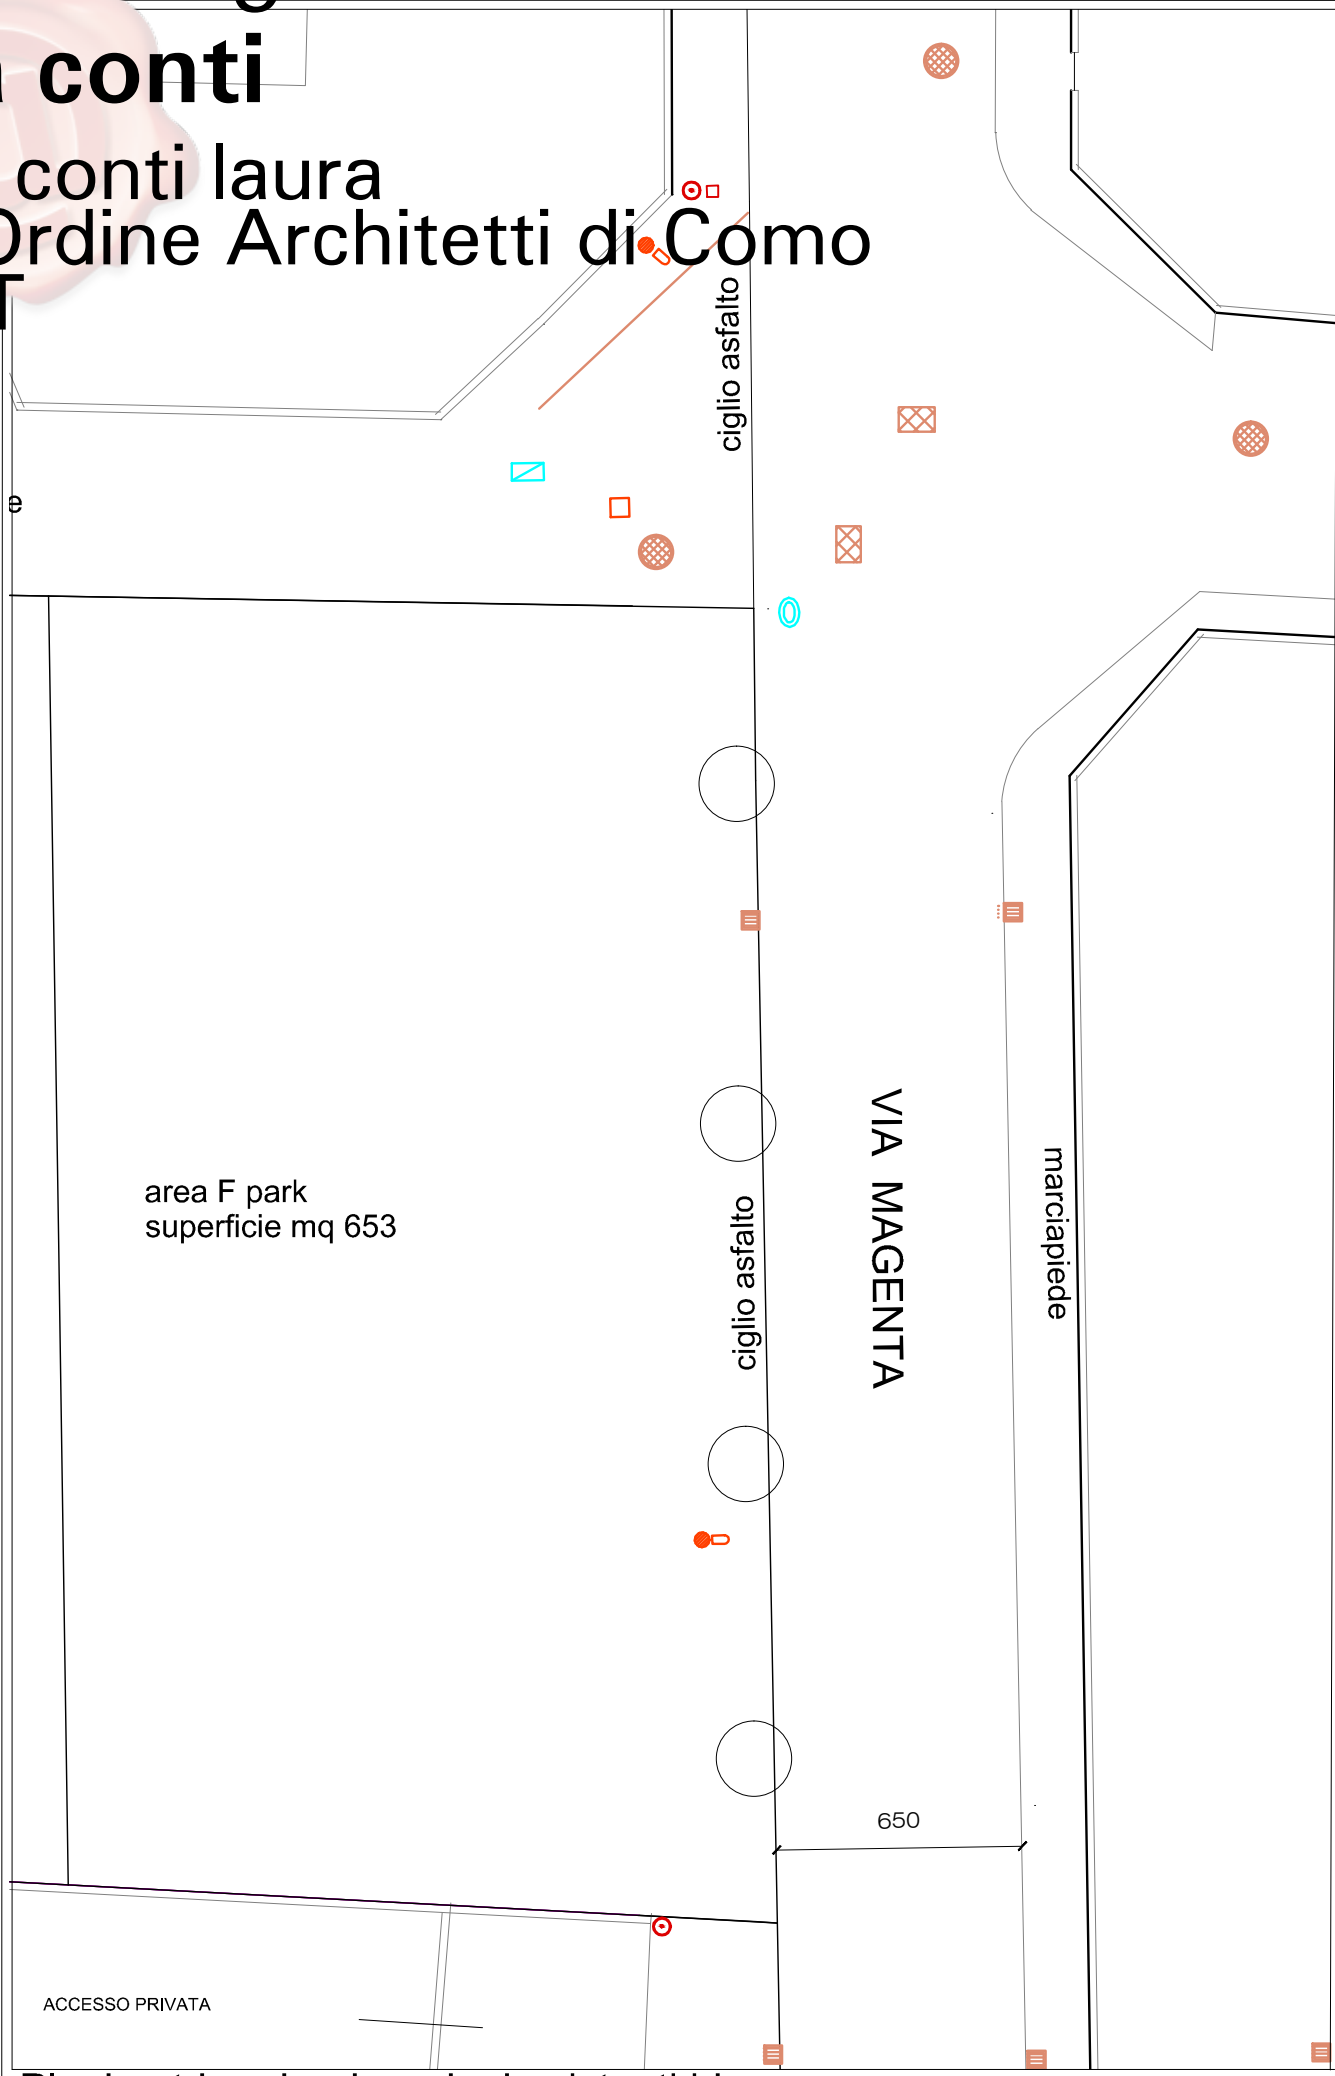 conti
conti laura
Ordine Architetti di Como
T
ciglio asfalto
e
area F park
superficie mq 653
ciglio asfalto
VIA MAGENTA
marciapiede
650
ACCESSO PRIVATA